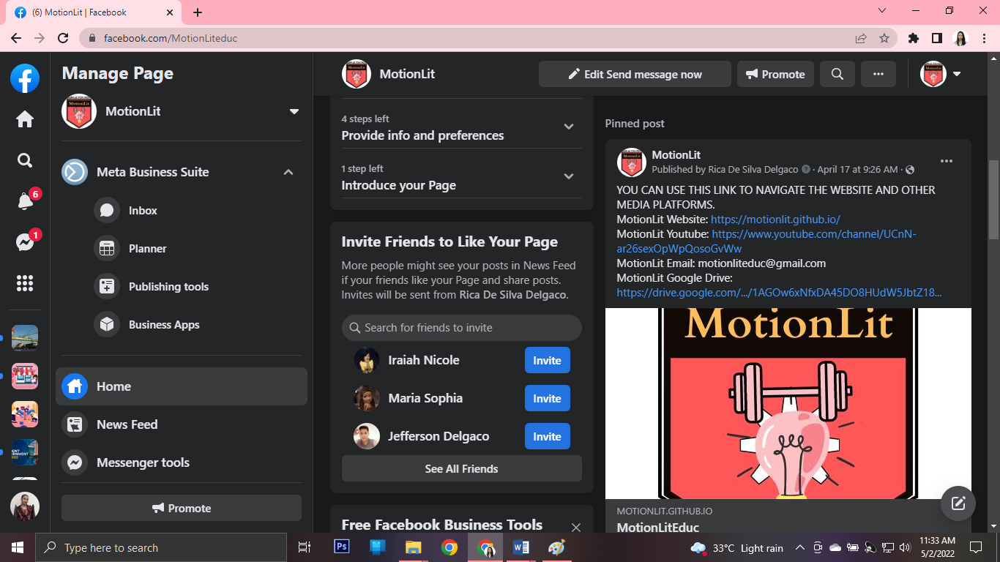 (6) MotionLit | Facebook
facebook.com/MotionLiteduc
Manage Page
MotionLit
Meta Business Suite
Inbox
Planner
Publishing tools
Business Apps
Home
News Feed
Messenger tools
Promote
6
1
MotionLit
Edit Send message now
Promote
4 steps left
Provide info and preferences
1 step left
Introduce your Page
Invite Friends to Like Your Page
More people might see your posts in News Feed
if your friends like your Page and share posts.
Invites will be sent from Rica De Silva Delgaco.
Search for friends to invite
Iraiah Nicole Invite
Maria Sophia Invite
Jefferson Delgaco Invite
See All Friends
Free Facebook Business Tools
Pinned post
MotionLit
Published by Rica De Silva Delgaco · April 17 at 9:26 AM ·
YOU CAN USE THIS LINK TO NAVIGATE THE WEBSITE AND OTHER
MEDIA PLATFORMS.
MotionLit Website: https://motionlit.github.io/
MotionLit Youtube: https://www.youtube.com/channel/UCnN-
ar26sexOpWpQosoGvWw
MotionLit Email: motionliteduc@gmail.com
MotionLit Google Drive:
https://drive.google.com/.../1AGOw6xNfxDA45DO8HUdW5JbtZ18...
MotionLit
MOTIONLIT.GITHUB.IO
MotionLitEduc
Type here to search
33°C Light rain
11:33 AM
5/2/2022